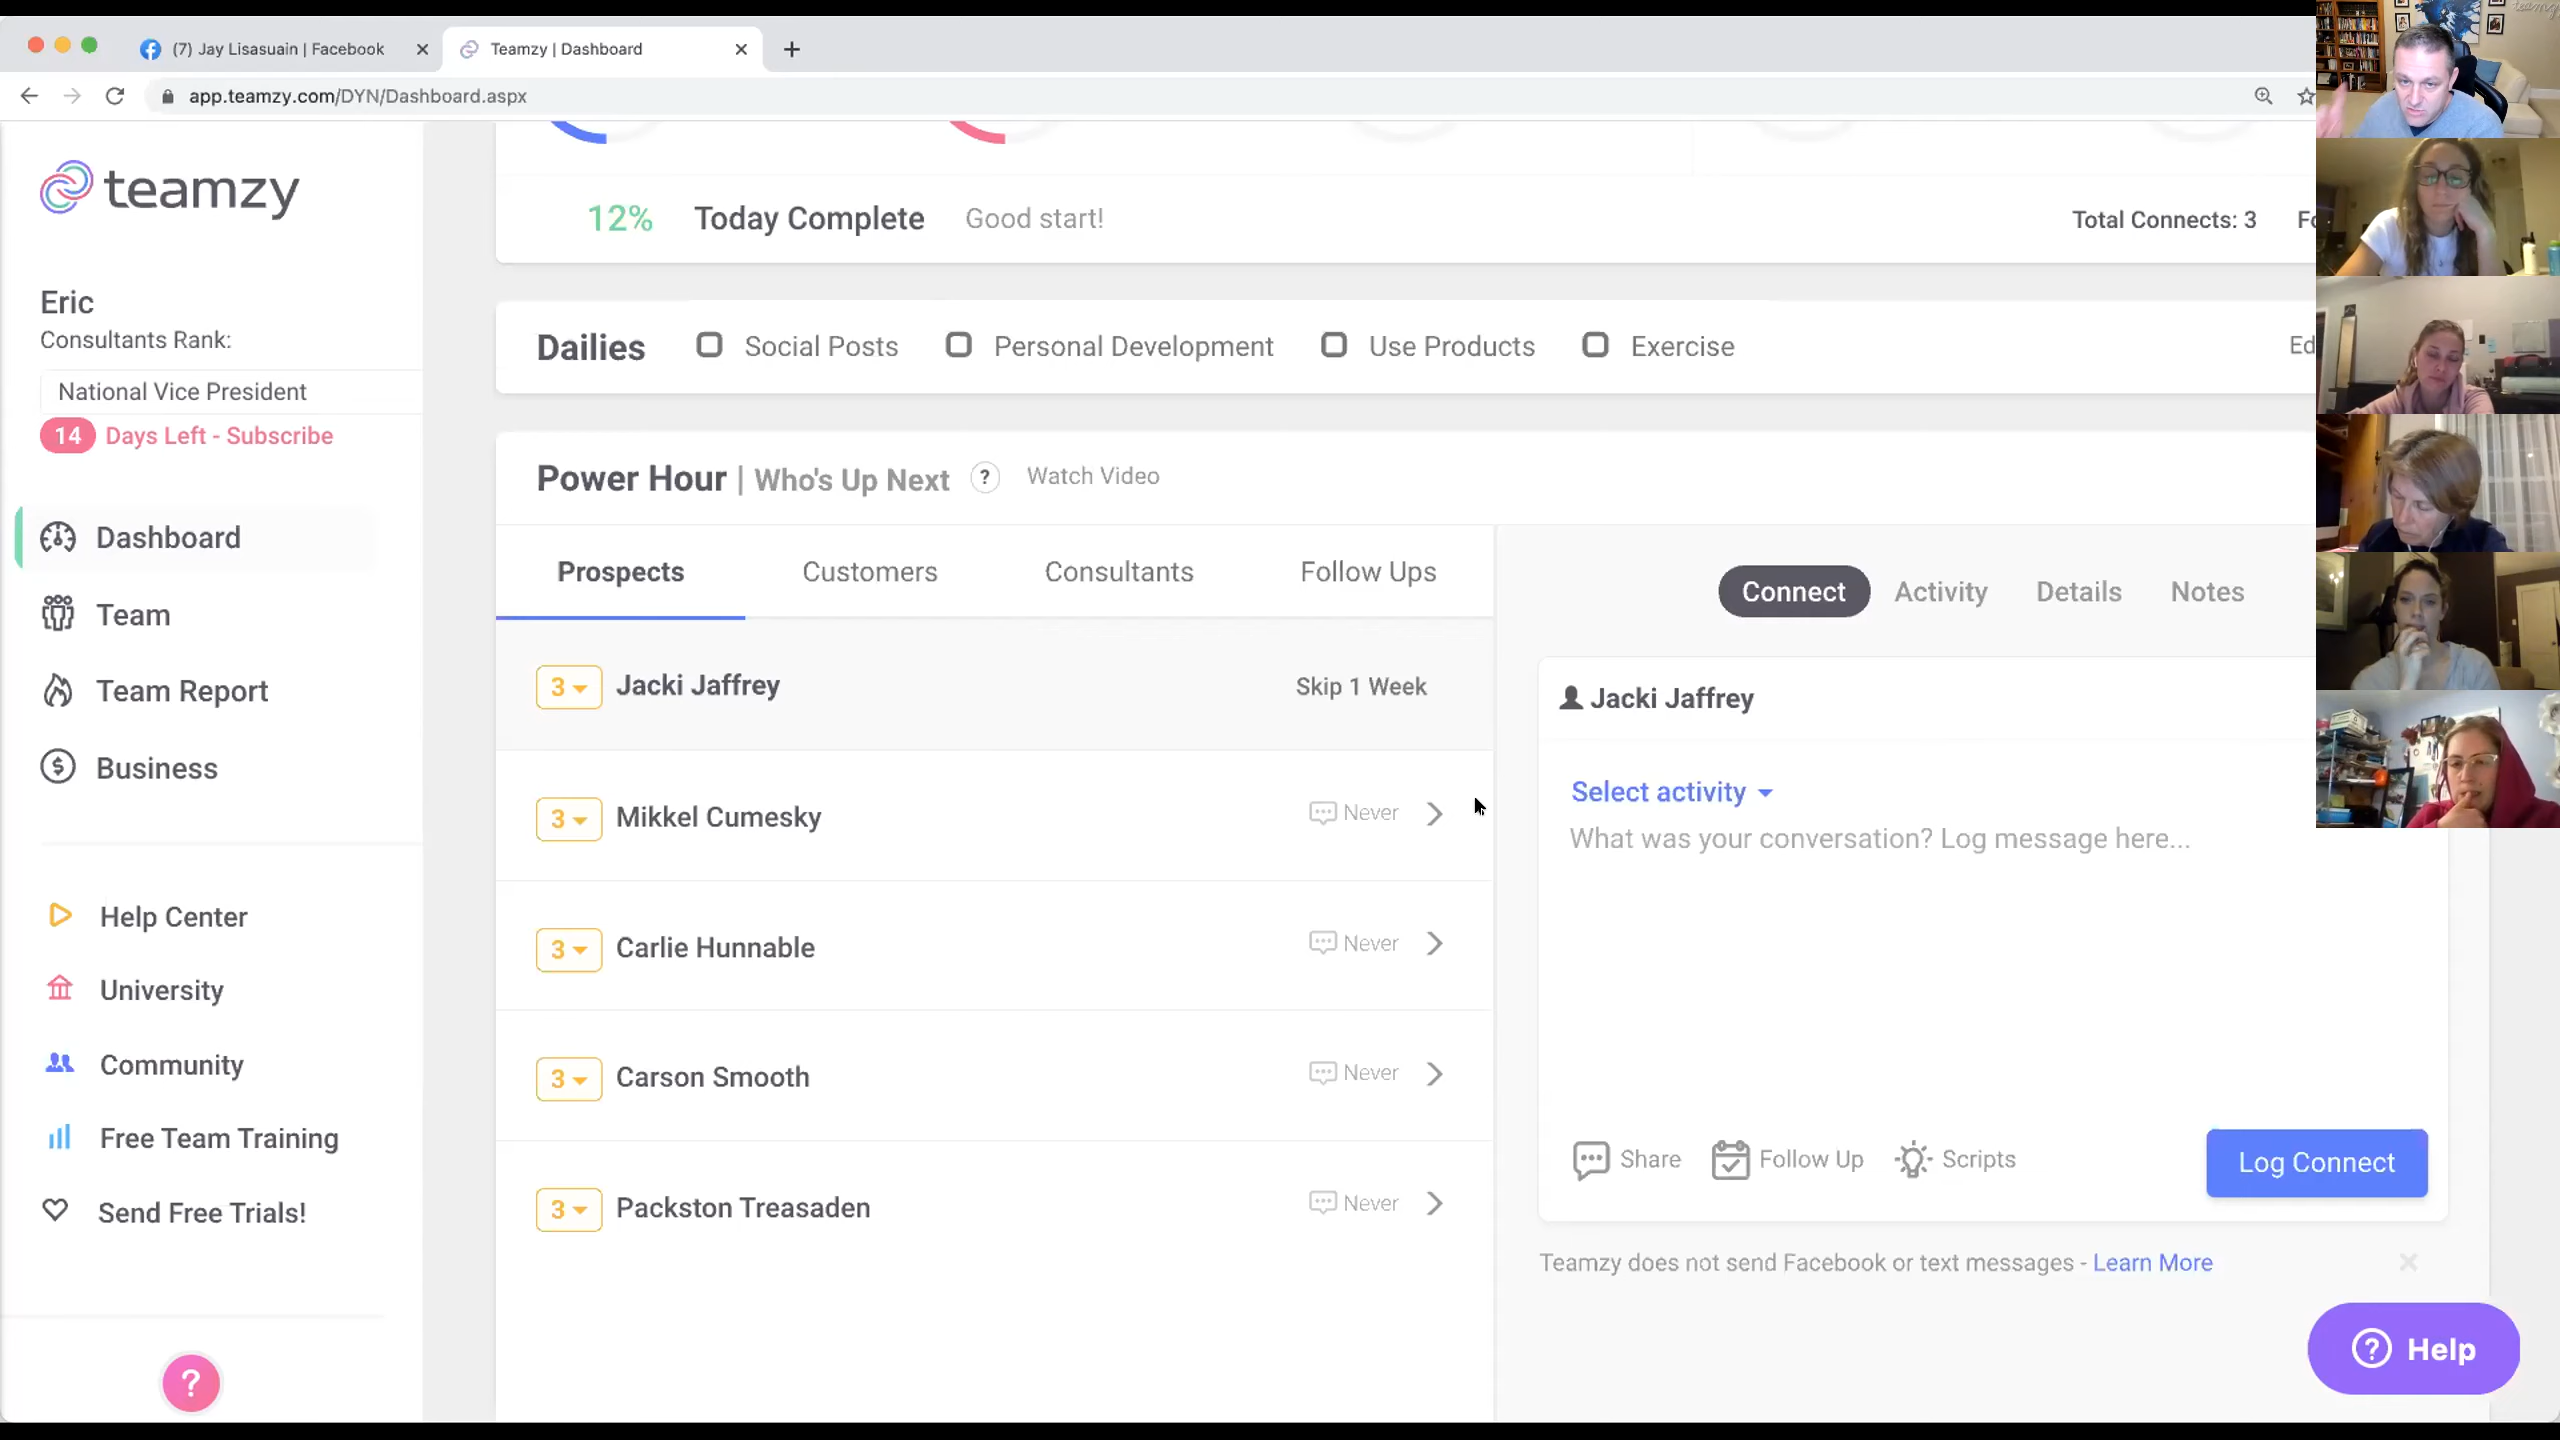 (7) Jay Lisasuain | Facebook
Teamzy | Dashboard
app.teamzy.com/DYN/Dashboard.aspx
teamzy
Eric
Consultants Rank:
National Vice President
14 Days Left - Subscribe
Dashboard
Team
Team Report
Business
Help Center
University
Community
Free Team Training
Send Free Trials!
?
12% Today Complete Good start!
Total Connects: 3
Dailies Social Posts Personal Development Use Products Exercise
Power Hour | Who's Up Next ? Watch Video
Prospects Customers Consultants Follow Ups
3 Jacki Jaffrey Skip 1 Week
3 Mikkel Cumesky Never
3 Carlie Hunnable Never
3 Carson Smooth Never
3 Packston Treasaden Never
Connect Activity Details Notes
Jacki Jaffrey
Select activity
What was your conversation? Log message here...
Share Follow Up Scripts Log Connect
Teamzy does not send Facebook or text messages - Learn More
? Help